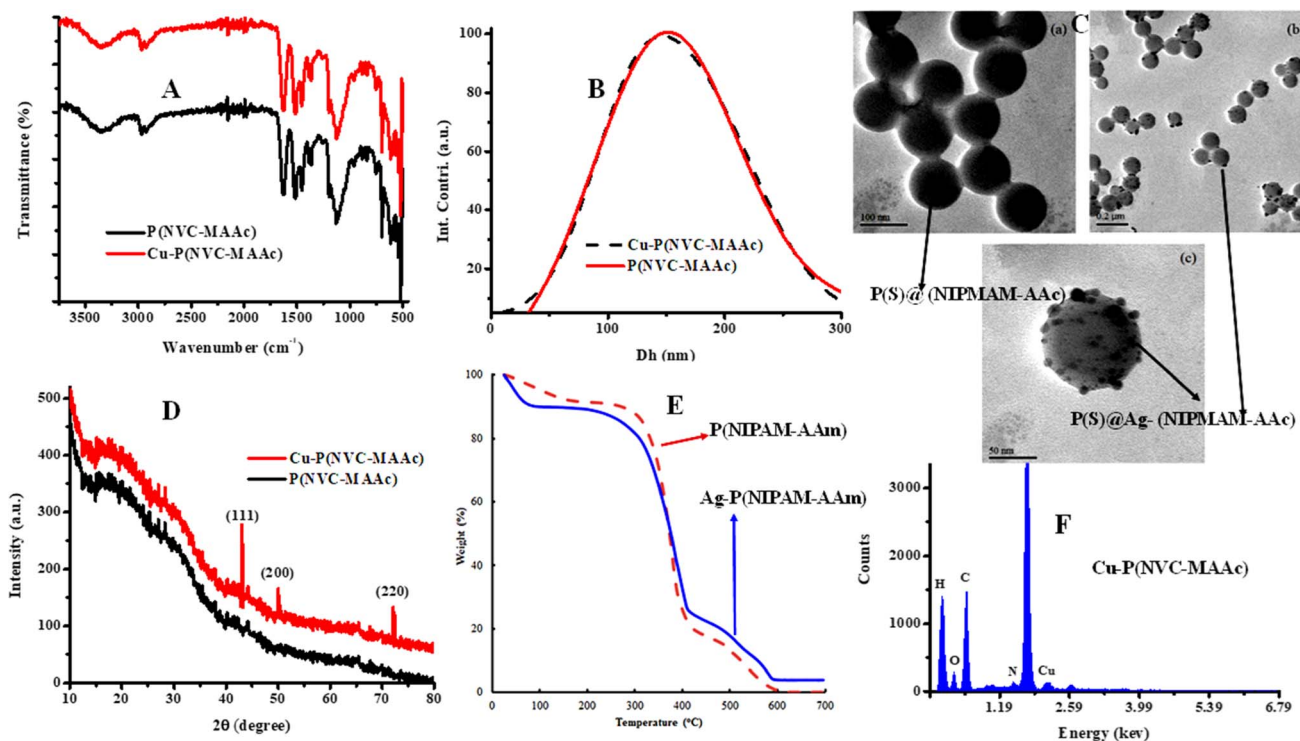 A
Transmittance (%)
P(NVC-MAAc)
Cu-P(NVC-MAAc)
3500 3000 2500 2000 1500 1000 500
Wavenumber (cm⁻¹)
B
Int. Contri. (a.u.)
100
80
60
40
20
Cu-P(NVC-MAAc)
P(NVC-MAAc)
0 100 200 300
Dh (nm)
C
(a)
100 nm
(b)
0.2 µm
P(S)@ (NIPMAM-AAc)
(c)
50 nm
P(S)@Ag- (NIPMAM-AAc)
D
Intensity (a.u.)
500
400
300
200
100
0
Cu-P(NVC-MAAc)
P(NVC-MAAc)
(111)
(200)
(220)
10 20 30 40 50 60 70 80
2θ (degree)
E
Weight (%)
100
80
60
40
20
0
P(NIPAM-AAm)
Ag-P(NIPAM-AAm)
0 100 200 300 400 500 600 700
Temperature (°C)
F
Counts
3000
2000
1000
0
Cu-P(NVC-MAAc)
H
C
O
N
Cu
1.19 2.59 3.99 5.39 6.79
Energy (kev)